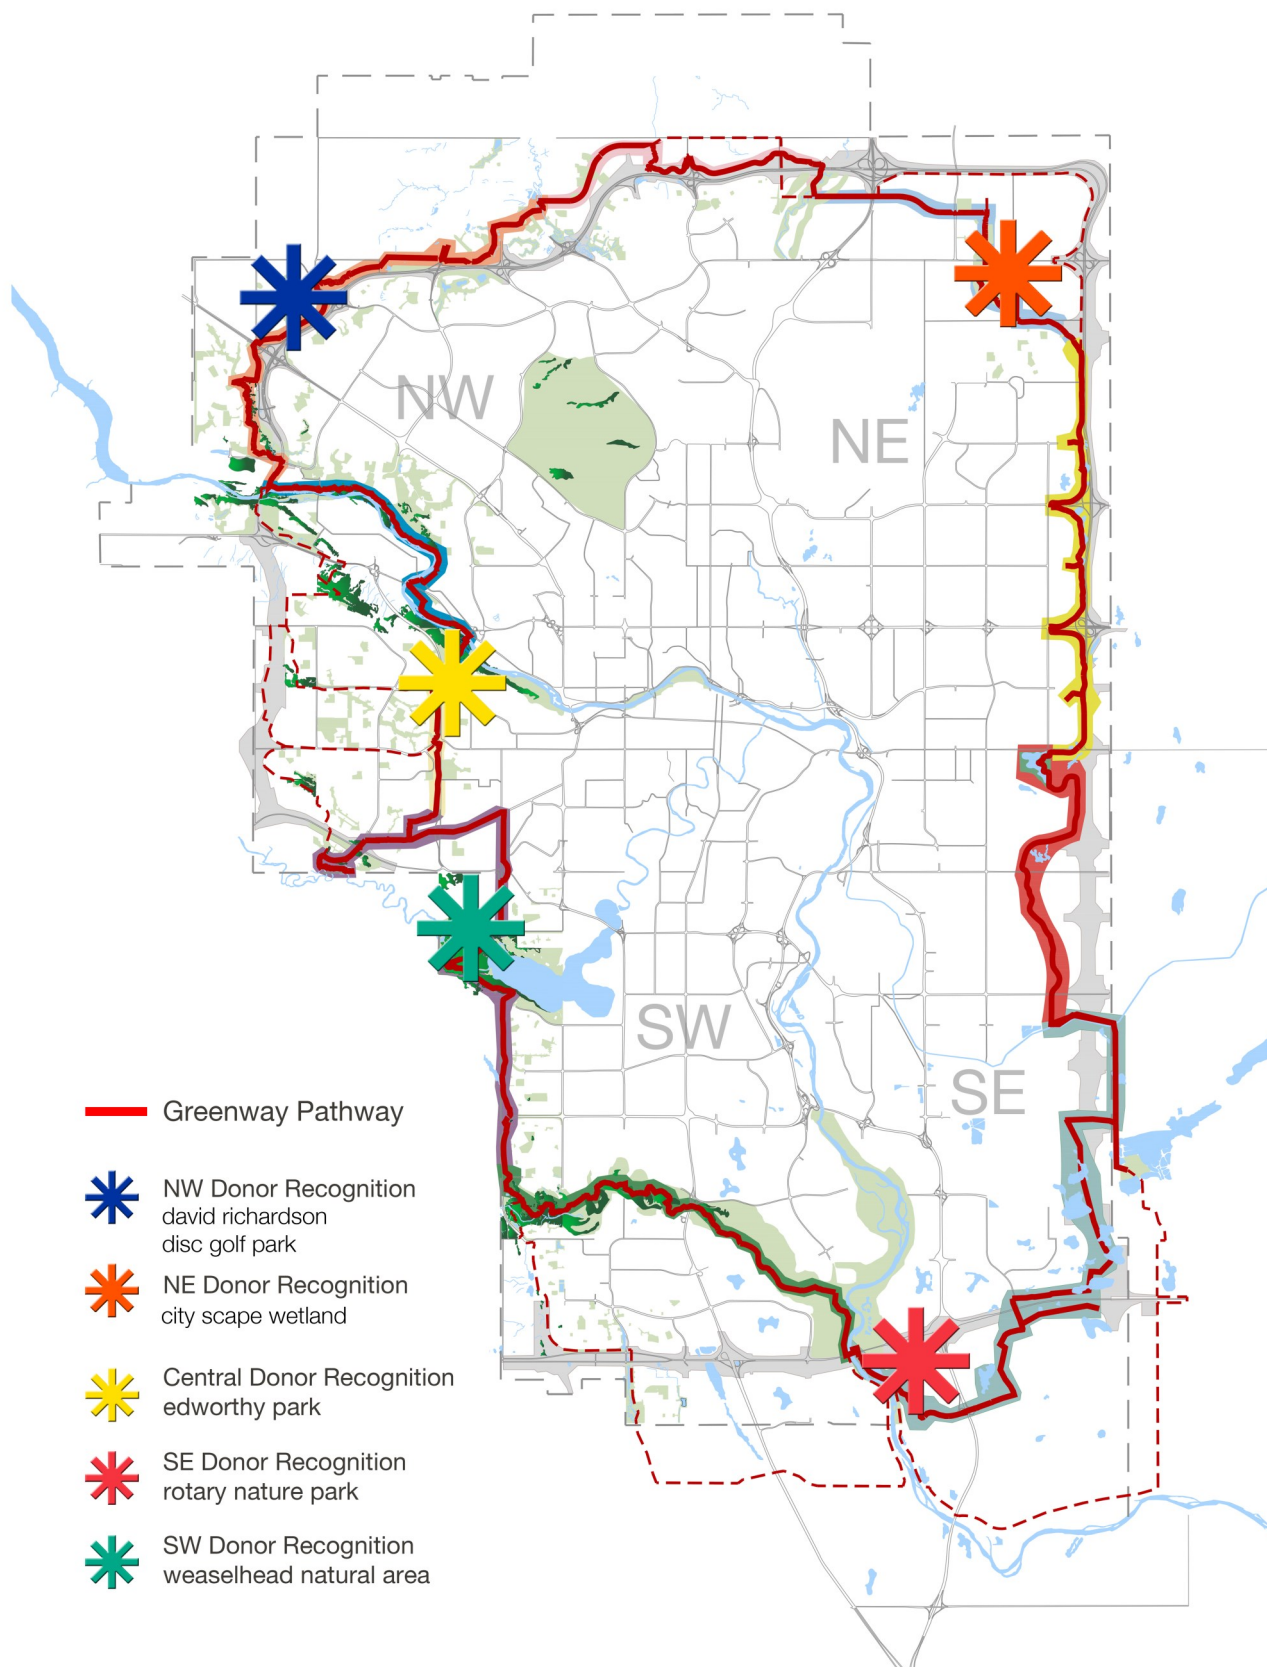 NW
NE
SW
SE
Greenway Pathway
NW Donor Recognition
david richardson
disc golf park
NE Donor Recognition
city scape wetland
Central Donor Recognition
edworthy park
SE Donor Recognition
rotary nature park
SW Donor Recognition
weaselhead natural area